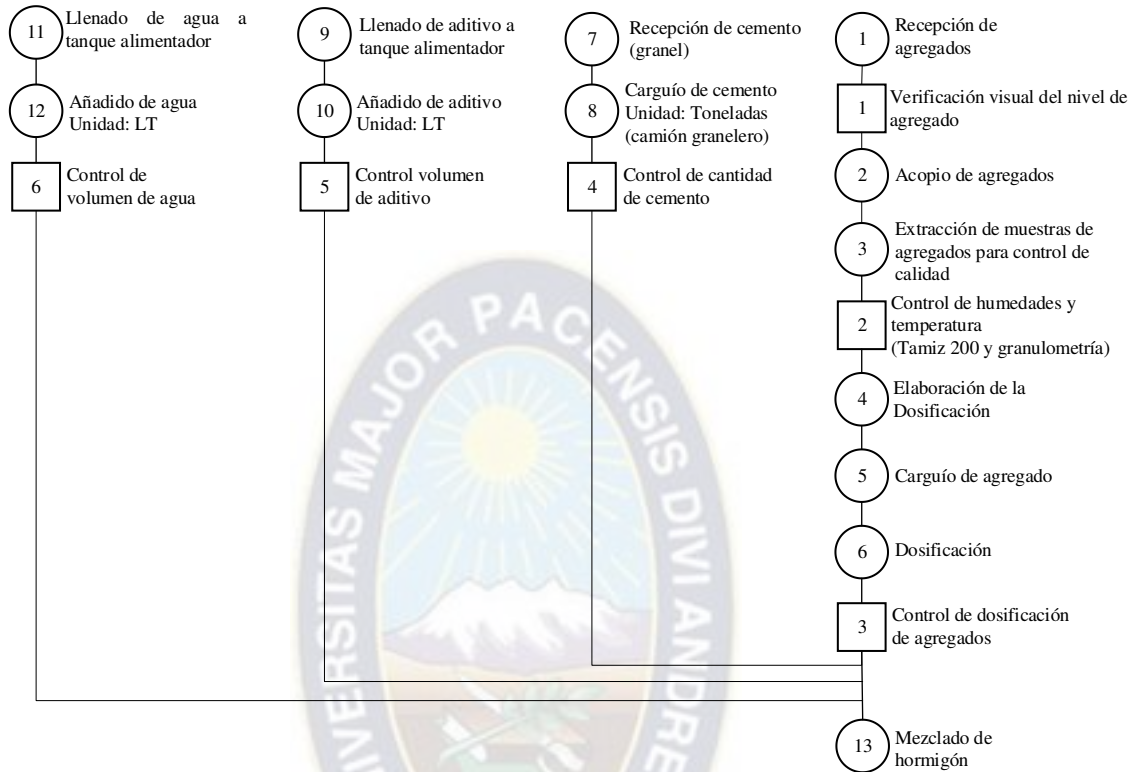 11
Llenado de agua a
tanque alimentador
12
Añadido de agua
Unidad: LT
6
Control de
volumen de agua
9
Llenado de aditivo a
tanque alimentador
10
Añadido de aditivo
Unidad: LT
5
Control volumen
de aditivo
7
Recepción de cemento
(granel)
8
Carguío de cemento
Unidad: Toneladas
(camión granelero)
4
Control de cantidad
de cemento
1
Recepción de
agregados
1
Verificación visual del nivel de
agregado
2
Acopio de agregados
3
Extracción de muestras de
agregados para control de
calidad
2
Control de humedades y
temperatura
(Tamiz 200 y granulometría)
4
Elaboración de la
Dosificación
5
Carguío de agregado
6
Dosificación
3
Control de dosificación
de agregados
13
Mezclado de
hormigón
VERSITAS MAJOR PACENSIS DIVI ANDRE